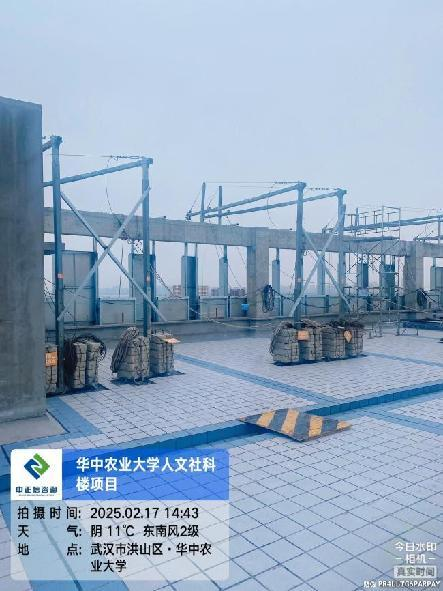 华中农业大学人文社科
楼项目
拍摄时间：2025.02.17 14:43
天气：阴 11℃ 东南风2级
地点：武汉市洪山区·华中农
业大学
今日水印
相机
真实时间